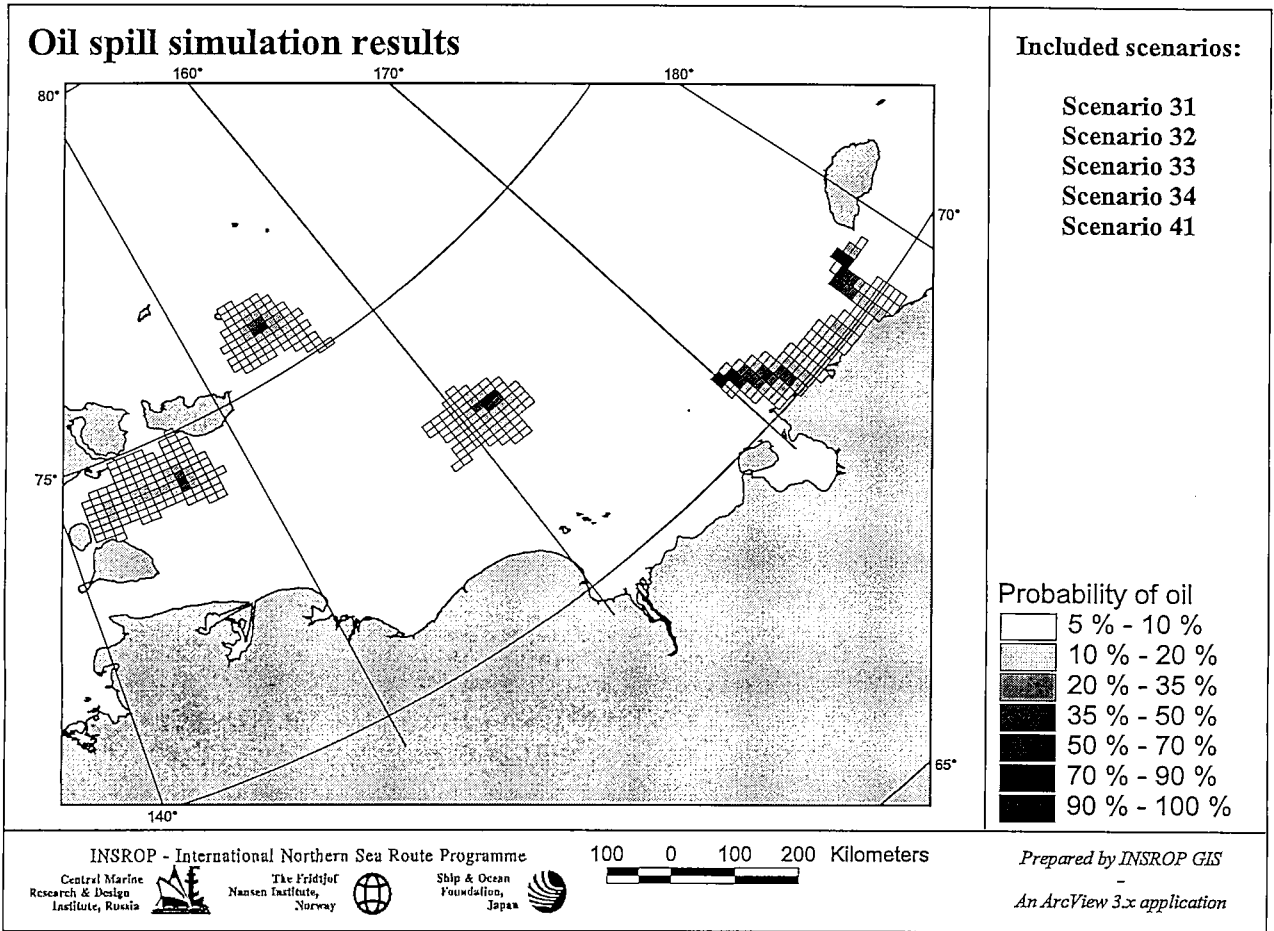 Oil spill simulation results
160°
170°
180°
80°
70°
75°
65°
140°
Included scenarios:
Scenario 31
Scenario 32
Scenario 33
Scenario 34
Scenario 41
Probability of oil
5 % - 10 %
10 % - 20 %
20 % - 35 %
35 % - 50 %
50 % - 70 %
70 % - 90 %
90 % - 100 %
INSROP - International Northern Sea Route Programme
Central Marine
Research & Design
Institute, Russia
The Fridtjof
Nansen Institute,
Norway
Ship & Ocean
Foundation,
Japan
100 0 100 200 Kilometers
Prepared by INSROP GIS
–
An ArcView 3.x application